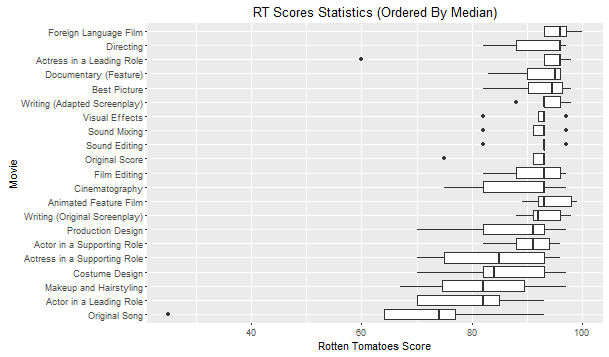 RT Scores Statistics (Ordered By Median)
Foreign Language Film
Directing
Actress in a Leading Role
Documentary (Feature)
Best Picture
Writing (Adapted Screenplay)
Visual Effects
Sound Mixing
Sound Editing
Original Score
Film Editing
Cinematography
Animated Feature Film
Writing (Original Screenplay)
Production Design
Actor in a Supporting Role
Actress in a Supporting Role
Costume Design
Makeup and Hairstyling
Actor in a Leading Role
Original Song
Movie
40 60 80 100
Rotten Tomatoes Score